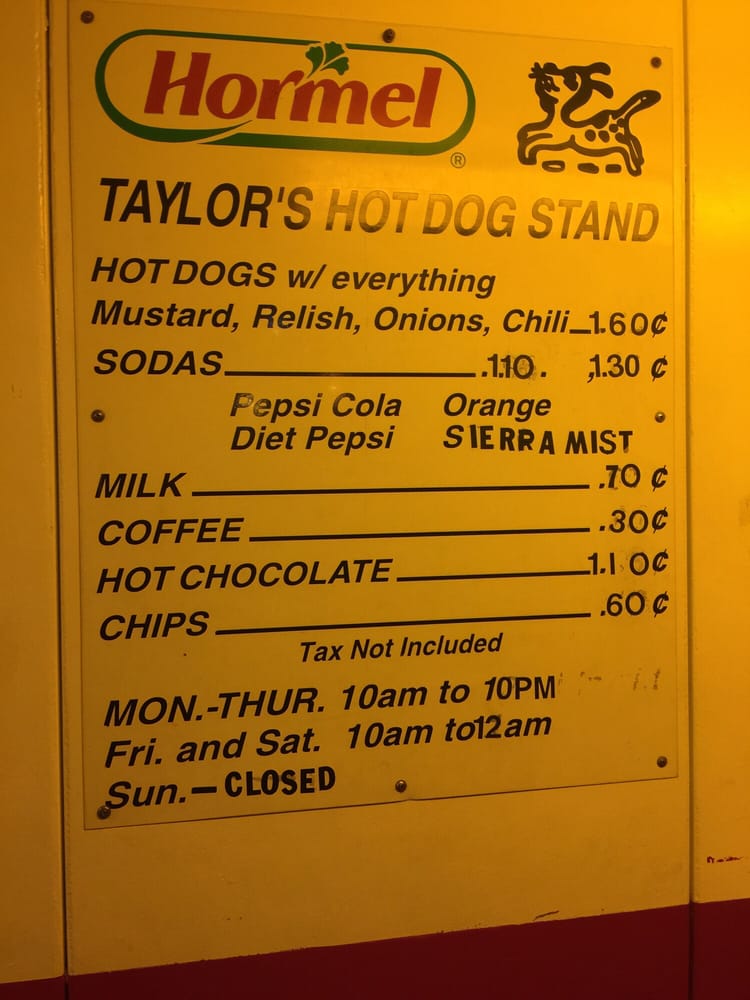 Hormel
®
TAYLOR'S HOT DOG STAND
HOT DOGS w/ everything
Mustard, Relish, Onions, Chili 1.60¢
SODAS .1.10. ,1.30 ¢
Pepsi Cola Orange
Diet Pepsi SIERRA MIST
MILK .70 ¢
COFFEE .30¢
HOT CHOCOLATE 1.10¢
CHIPS .60¢
Tax Not Included
MON.-THUR. 10am to 10PM
Fri. and Sat. 10am to12am
Sun.-CLOSED